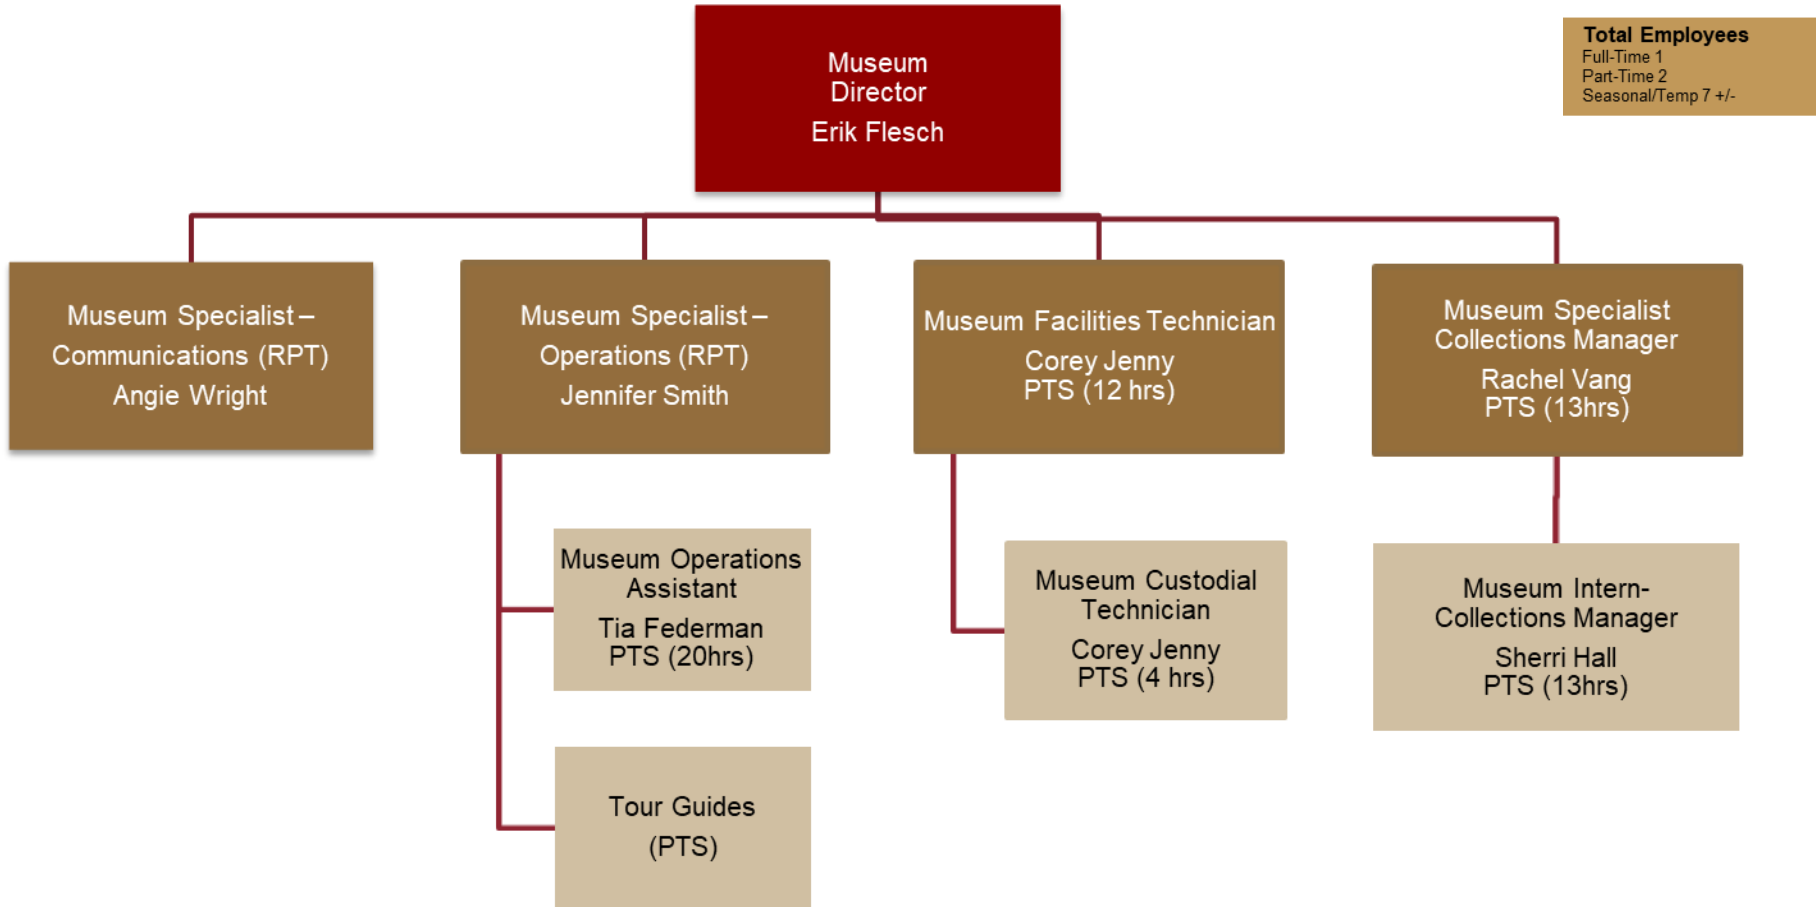 Museum
Director
Erik Flesch
Total Employees
Full-Time 1
Part-Time 2
Seasonal/Temp 7 +/-
Museum Specialist –
Communications (RPT)
Angie Wright
Museum Specialist –
Operations (RPT)
Jennifer Smith
Museum Facilities Technician
Corey Jenny
PTS (12 hrs)
Museum Specialist
Collections Manager
Rachel Vang
PTS (13hrs)
Museum Operations
Assistant
Tia Federman
PTS (20hrs)
Museum Custodial
Technician
Corey Jenny
PTS (4 hrs)
Museum Intern-
Collections Manager
Sherri Hall
PTS (13hrs)
Tour Guides
(PTS)